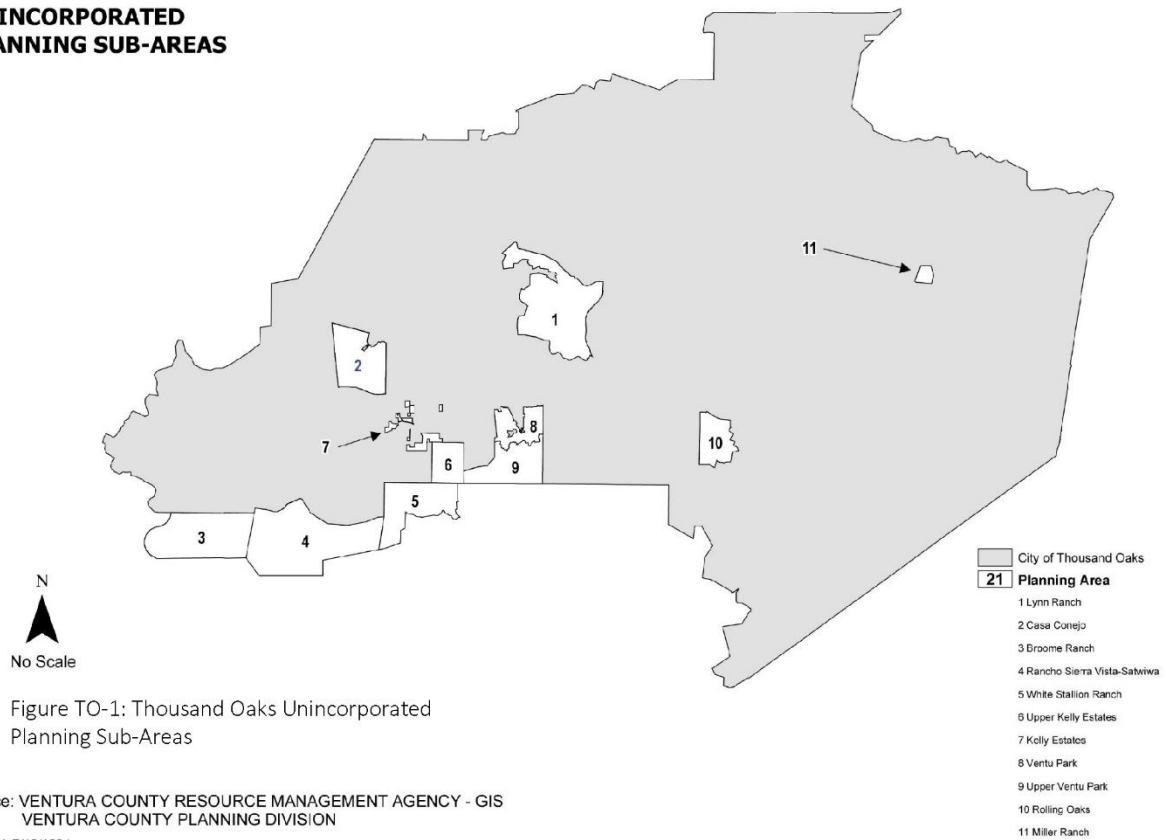 INCORPORATED
ANNING SUB-AREAS
11
1
2
7
8
10
6
9
5
3
4
N
No Scale
City of Thousand Oaks
21 Planning Area
1 Lynn Ranch
2 Casa Conejo
3 Broome Ranch
4 Rancho Sierra Vista-Satwiwa
5 White Stallion Ranch
6 Upper Kelly Estates
7 Kelly Estates
8 Ventu Park
9 Upper Ventu Park
10 Rolling Oaks
11 Miller Ranch
Figure TO-1: Thousand Oaks Unincorporated
Planning Sub-Areas
e: VENTURA COUNTY RESOURCE MANAGEMENT AGENCY - GIS
VENTURA COUNTY PLANNING DIVISION